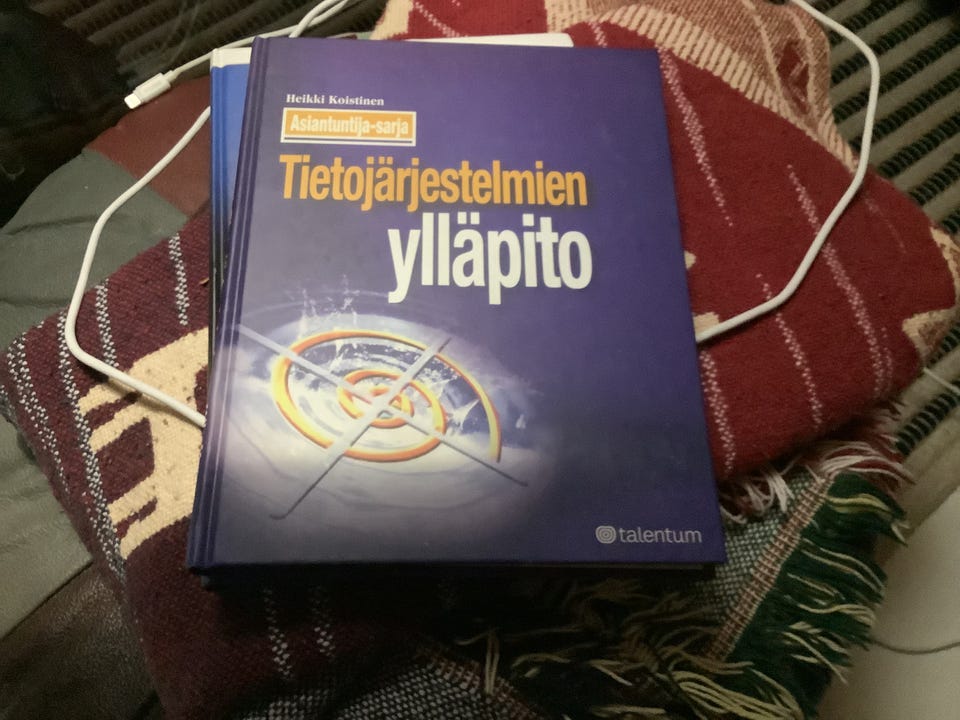 Heikki Koistinen
Asiantuntija-sarja
Tietojärjestelmien
ylläpito
talentum